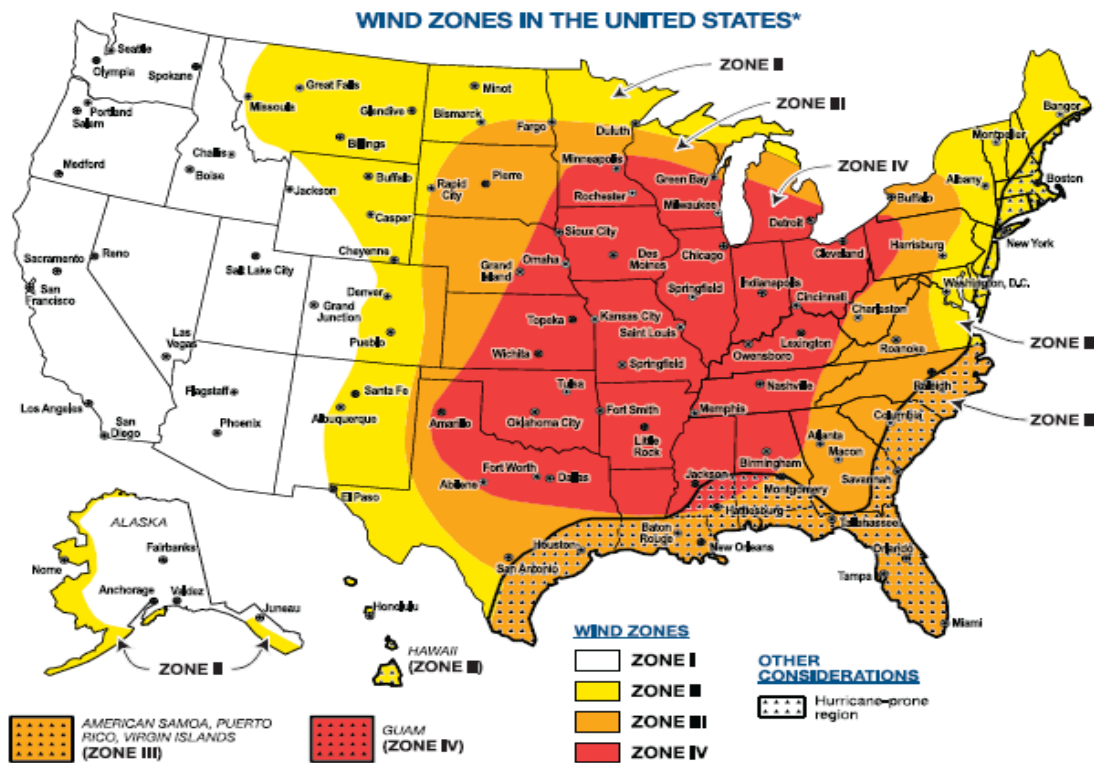 WIND ZONES IN THE UNITED STATES*
ZONE II
ZONE III
ZONE IV
ZONE II
ZONE III
Seattle
Olympia
Spokane
Portland
Salem
Medford
Missoula
Great Falls
Glendive
Billings
Challis
Boise
Jackson
Buffalo
Casper
Cheyenne
Minot
Bismarck
Fargo
Rapid City
Pierre
Duluth
Minneapolis
Rochester
Green Bay
Milwaukee
Detroit
Sioux City
Omaha
Grand Island
Des Moines
Chicago
Cleveland
Buffalo
Albany
Montpelier
Bangor
Boston
New York
Harrisburg
Washington, D.C.
Sacramento
San Francisco
Reno
Salt Lake City
Las Vegas
Los Angeles
San Diego
Flagstaff
Phoenix
Grand Junction
Denver
Pueblo
Santa Fe
Albuquerque
El Paso
Topeka
Kansas City
Wichita
Springfield
Saint Louis
Springfield
Indianapolis
Cincinnati
Owensboro
Lexington
Charleston
Roanoke
Raleigh
Columbia
Tulsa
Oklahoma City
Amarillo
Fort Smith
Little Rock
Memphis
Nashville
Atlanta
Macon
Savannah
Birmingham
Montgomery
Jackson
Hattiesburg
Abilene
Fort Worth
Dallas
San Antonio
Houston
Baton Rouge
New Orleans
Tallahassee
Orlando
Tampa
Miami
ALASKA
Fairbanks
Nome
Anchorage
Valdez
Juneau
ZONE II
Honolulu
HAWAII
(ZONE II)
WIND ZONES
ZONE I
ZONE II
ZONE III
ZONE IV
OTHER
CONSIDERATIONS
Hurricane-prone
region
AMERICAN SAMOA, PUERTO
RICO, VIRGIN ISLANDS
(ZONE III)
GUAM
(ZONE IV)